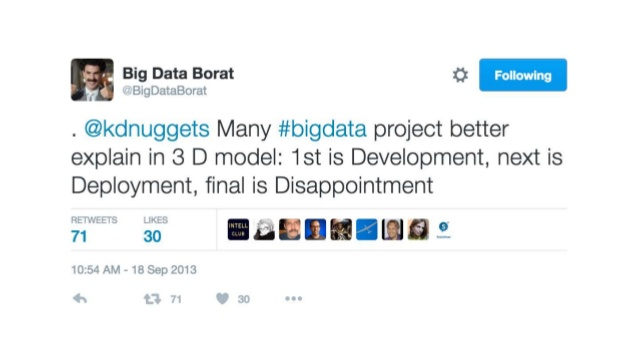 Big Data Borat
@BigDataBorat
Following
. @kdnuggets Many #bigdata project better
explain in 3 D model: 1st is Development, next is
Deployment, final is Disappointment
RETWEETS LIKES
71 30
INTELL
CLUB
10:54 AM - 18 Sep 2013
71 30